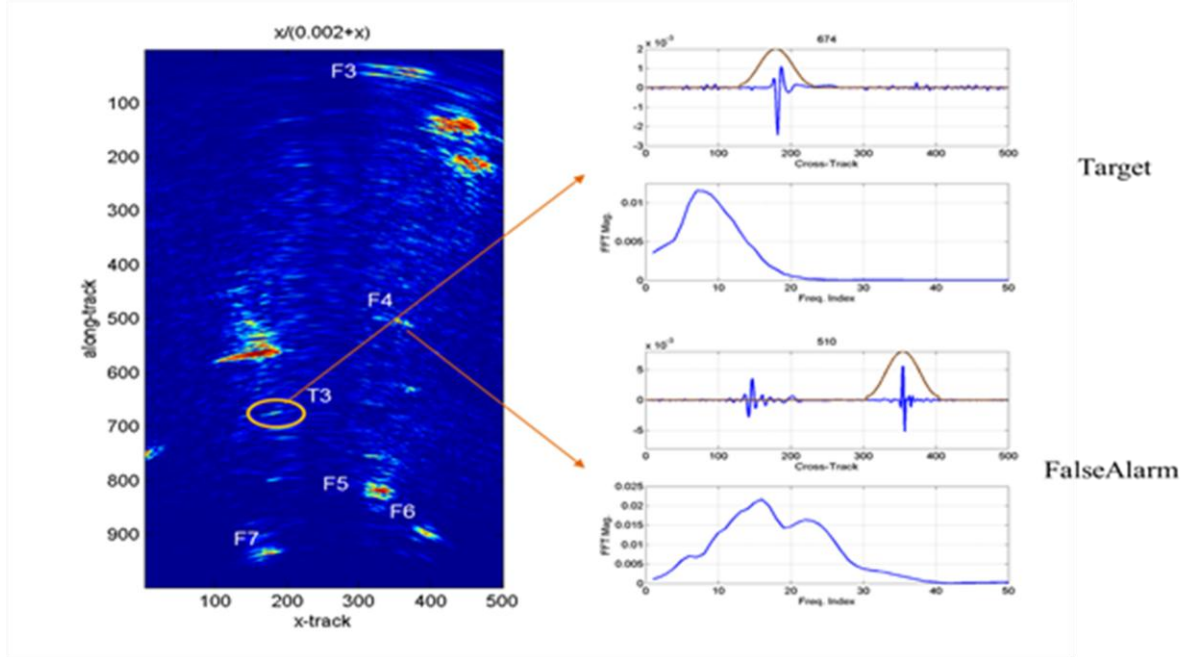 x/(0.002+x)
F3
100
200
300
400
500
600
700
800
900
along-track
F4
T3
F5
F6
F7
100 200 300 400 500
x-track
x 10⁻³
674
2
1
0
-1
-2
-3
0 100 200 300 400 500
Cross-Track
FFT Mag.
0.01
0.005
0
0 10 20 30 40 50
Freq. Index
Target
x 10⁻³
510
5
0
-5
0 100 200 300 400 500
Cross-Track
FFT Mag.
0.025
0.02
0.015
0.01
0.005
0
0 10 20 30 40 50
Freq. Index
FalseAlarm